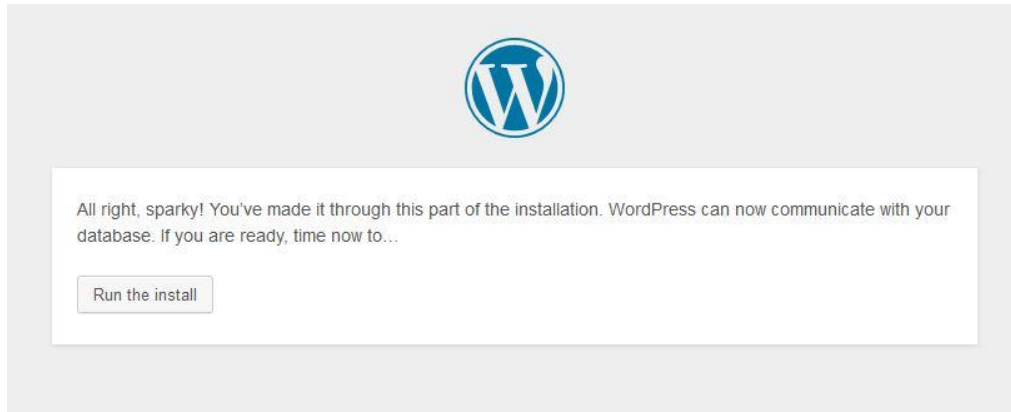 All right, sparky! You've made it through this part of the installation. WordPress can now communicate with your
database. If you are ready, time now to…
Run the install